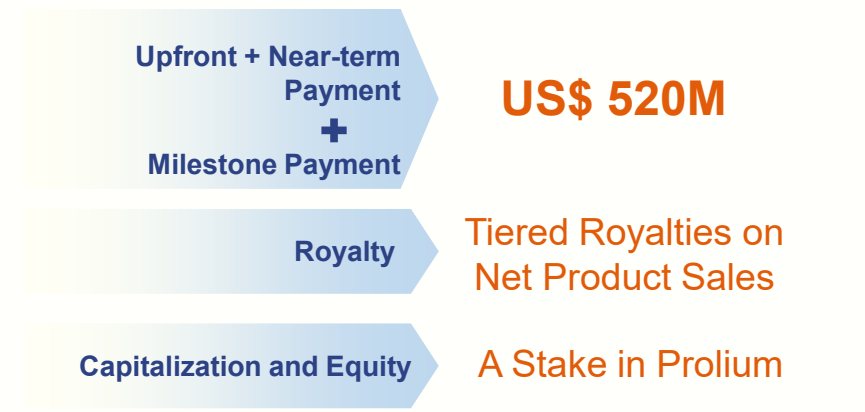 Upfront + Near-term
Payment
+
Milestone Payment
US$ 520M
Royalty
Tiered Royalties on
Net Product Sales
Capitalization and Equity
A Stake in Prolium